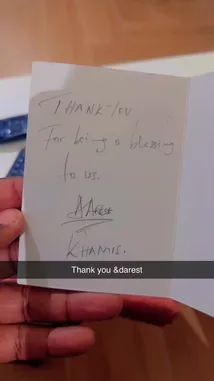 THANK-YOU
For being a blessing
to us.
KHAMIS.
Thank you &darest